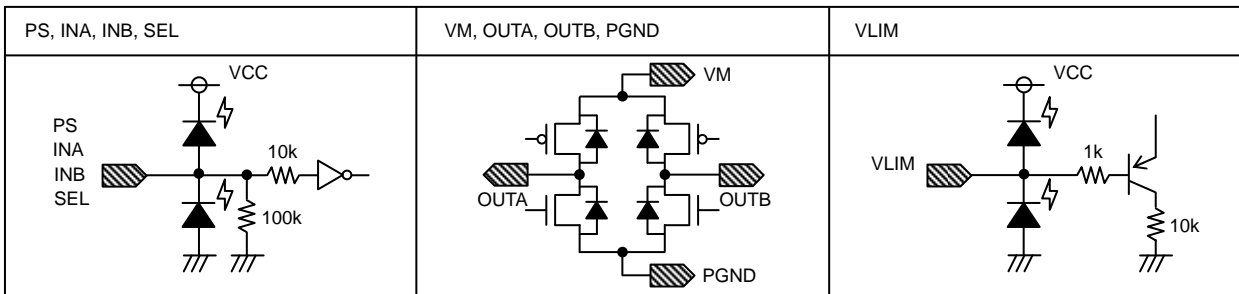 PS, INA, INB, SEL
VM, OUTA, OUTB, PGND
VLIM
VCC
PS
INA
INB
SEL
10k
100k
VM
OUTA
OUTB
PGND
VCC
VLIM
1k
10k